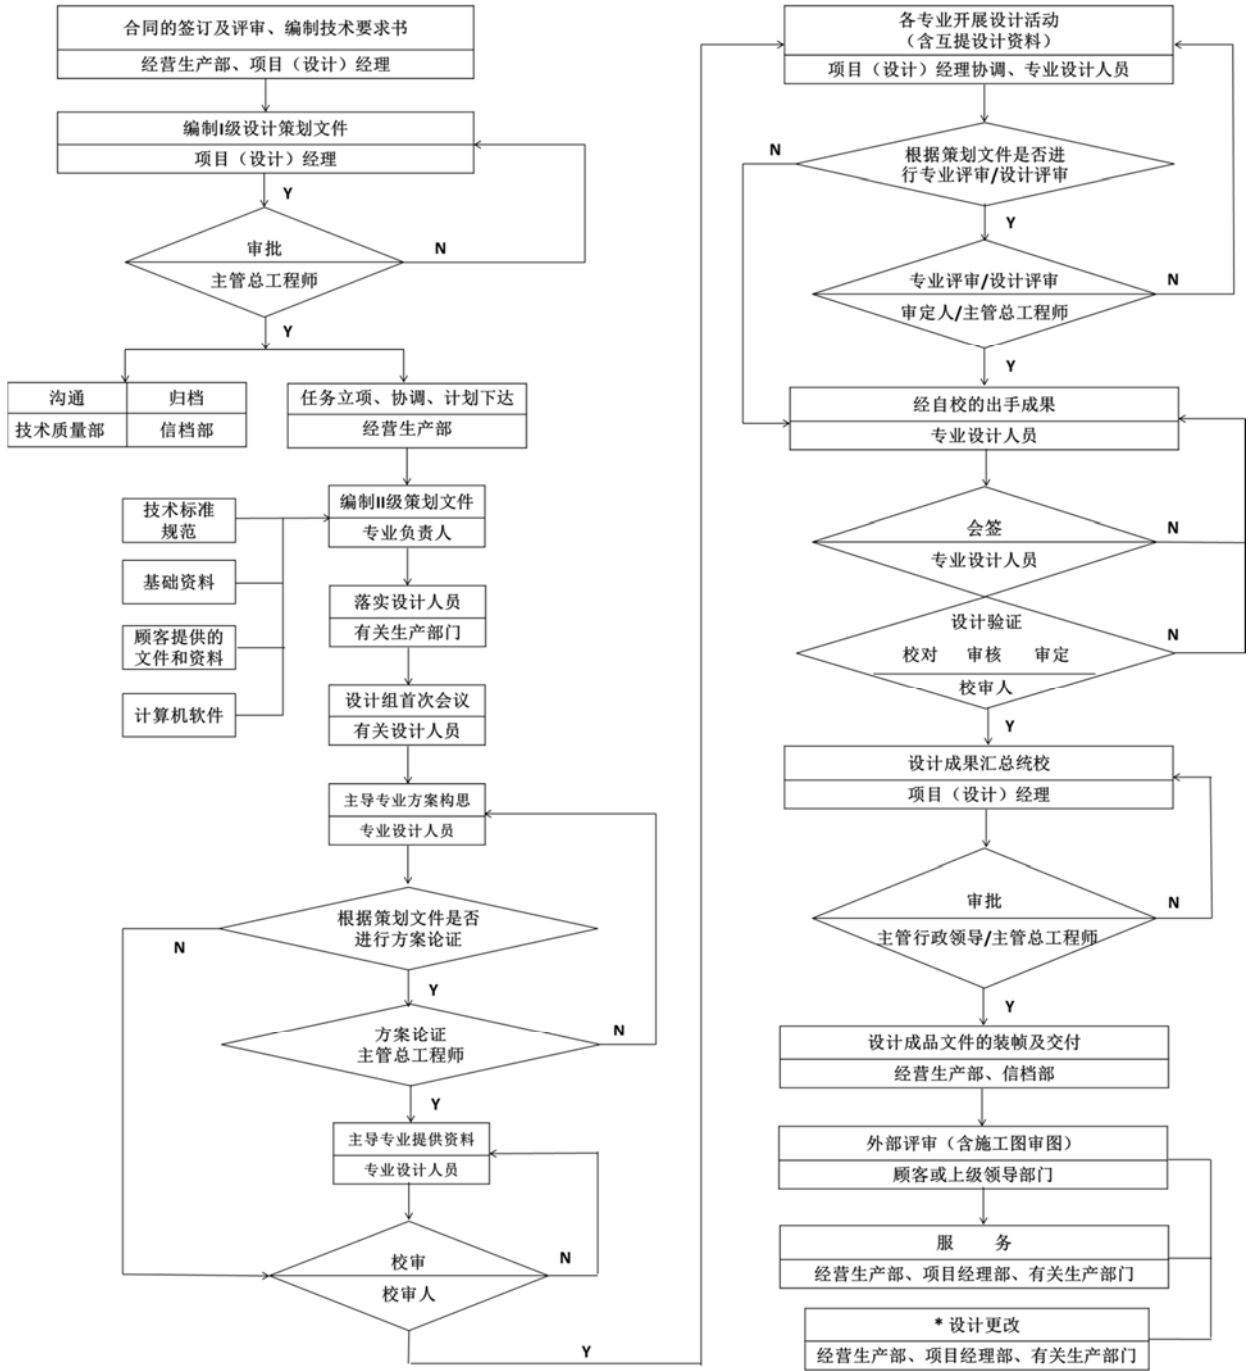 合同的签订及评审、编制技术要求书
经营生产部、项目（设计）经理
编制I级设计策划文件
项目（设计）经理
Y
审批
N
主管总工程师
Y
沟通
归档
技术质量部
信档部
任务立项、协调、计划下达
经营生产部
技术标准
规范
基础资料
顾客提供的
文件和资料
计算机软件
编制II级策划文件
专业负责人
落实设计人员
有关生产部门
设计组首次会议
有关设计人员
主导专业方案构思
专业设计人员
根据策划文件是否
进行方案论证
N
Y
方案论证
主管总工程师
N
Y
主导专业提供资料
专业设计人员
校审
N
校审人
Y
各专业开展设计活动
（含互提设计资料）
项目（设计）经理协调、专业设计人员
N
根据策划文件是否进
行专业评审/设计评审
Y
专业评审/设计评审
N
审定人/主管总工程师
Y
经自校的出手成果
专业设计人员
会签
N
专业设计人员
设计验证
N
校对 审核 审定
校审人
Y
设计成果汇总统校
项目（设计）经理
审批
N
主管行政领导/主管总工程师
Y
设计成品文件的装帧及交付
经营生产部、信档部
外部评审（含施工图审图）
顾客或上级领导部门
服 务
经营生产部、项目经理部、有关生产部门
* 设计更改
经营生产部、项目经理部、有关生产部门